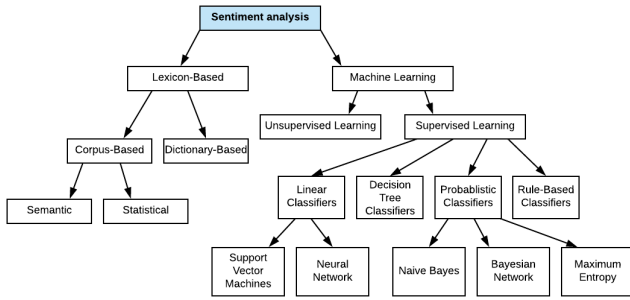 Sentiment analysis
Lexicon-Based
Machine Learning
Unsupervised Learning
Supervised Learning
Corpus-Based
Dictionary-Based
Linear
Classifiers
Decision
Tree
Classifiers
Probablistic
Classifiers
Rule-Based
Classifiers
Semantic
Statistical
Support
Vector
Machines
Neural
Network
Naive Bayes
Bayesian
Network
Maximum
Entropy